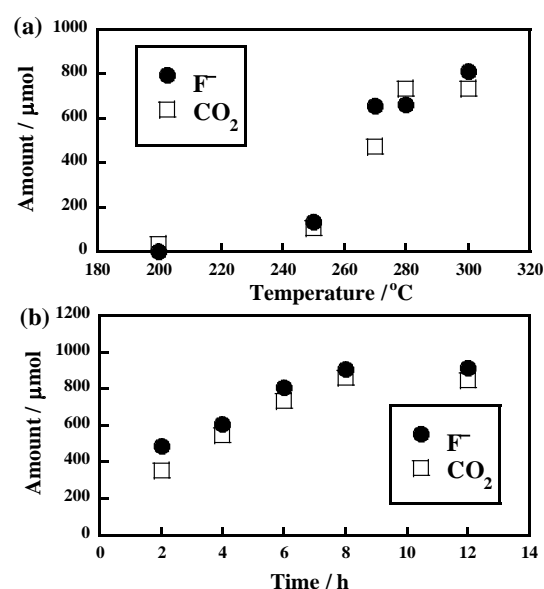 (a)
1000
800
600
400
200
0
Amount / μmol
F⁻
CO₂
180 200 220 240 260 280 300 320
Temperature / °C
(b)
1200
1000
800
600
400
200
0
Amount / μmol
F⁻
CO₂
0 2 4 6 8 10 12 14
Time / h